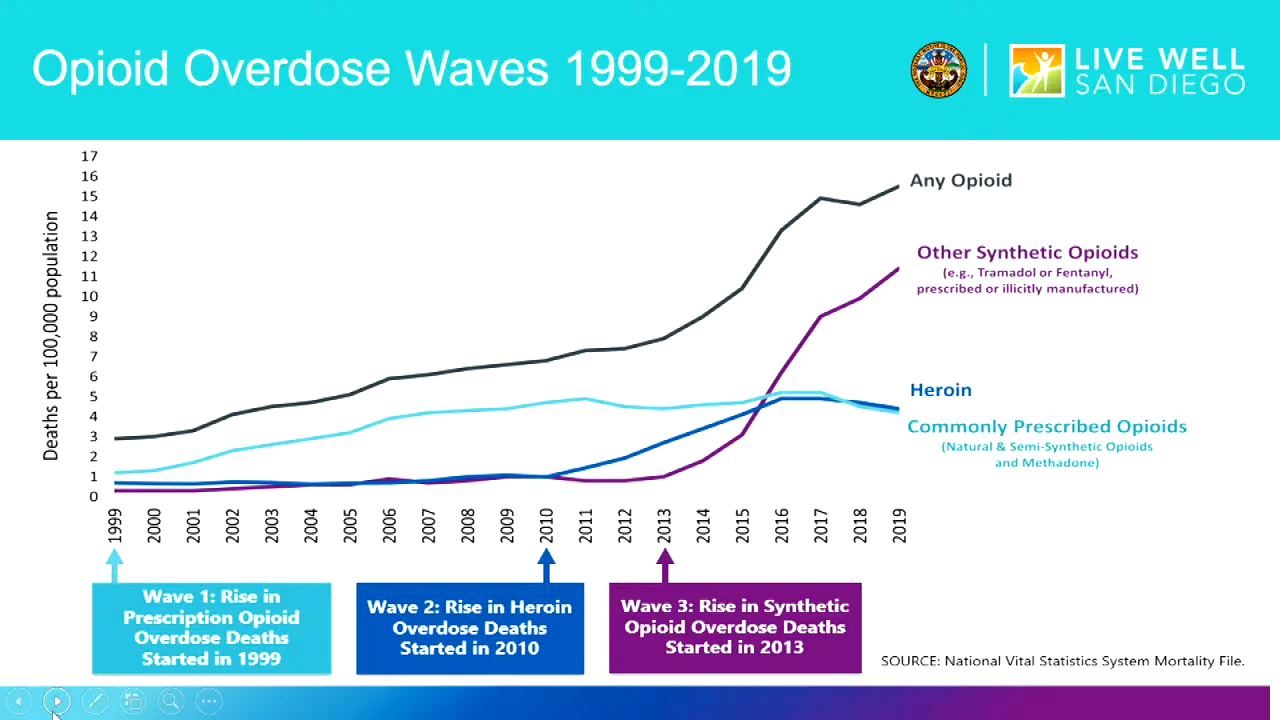 Opioid Overdose Waves 1999-2019
LIVE WELL
SAN DIEGO
17
16
15
14
13
12
11
10
9
8
7
6
5
4
3
2
1
0
Deaths per 100,000 population
Any Opioid
Other Synthetic Opioids
(e.g., Tramadol or Fentanyl,
prescribed or illicitly manufactured)
Heroin
Commonly Prescribed Opioids
(Natural & Semi-Synthetic Opioids
and Methadone)
1999 2000 2001 2002 2003 2004 2005 2006 2007 2008 2009 2010 2011 2012 2013 2014 2015 2016 2017 2018 2019
Wave 1: Rise in
Prescription Opioid
Overdose Deaths
Started in 1999
Wave 2: Rise in Heroin
Overdose Deaths
Started in 2010
Wave 3: Rise in Synthetic
Opioid Overdose Deaths
Started in 2013
SOURCE: National Vital Statistics System Mortality File.